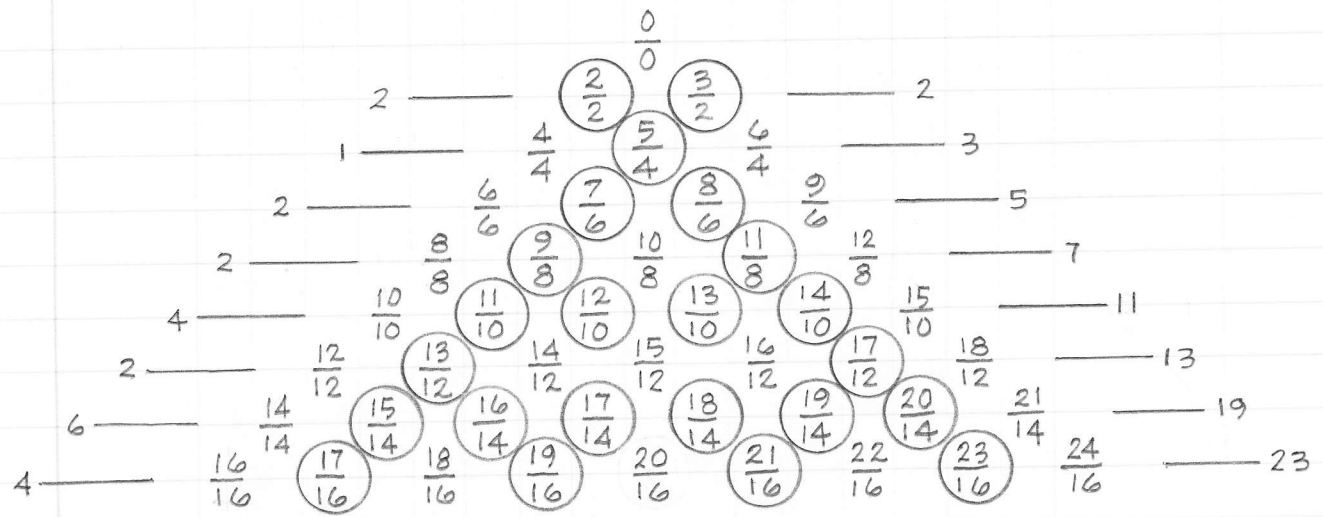 0/0
2 — 2/2 3/2 — 2
1 — 4/4 5/4 6/4 — 3
2 — 6/6 7/6 8/6 9/6 — 5
2 — 8/8 9/8 10/8 11/8 12/8 — 7
4 — 10/10 11/10 12/10 13/10 14/10 15/10 — 11
2 — 12/12 13/12 14/12 15/12 16/12 17/12 18/12 — 13
6 — 14/14 15/14 16/14 17/14 18/14 19/14 20/14 21/14 — 19
4 — 16/16 17/16 18/16 19/16 20/16 21/16 22/16 23/16 24/16 — 23